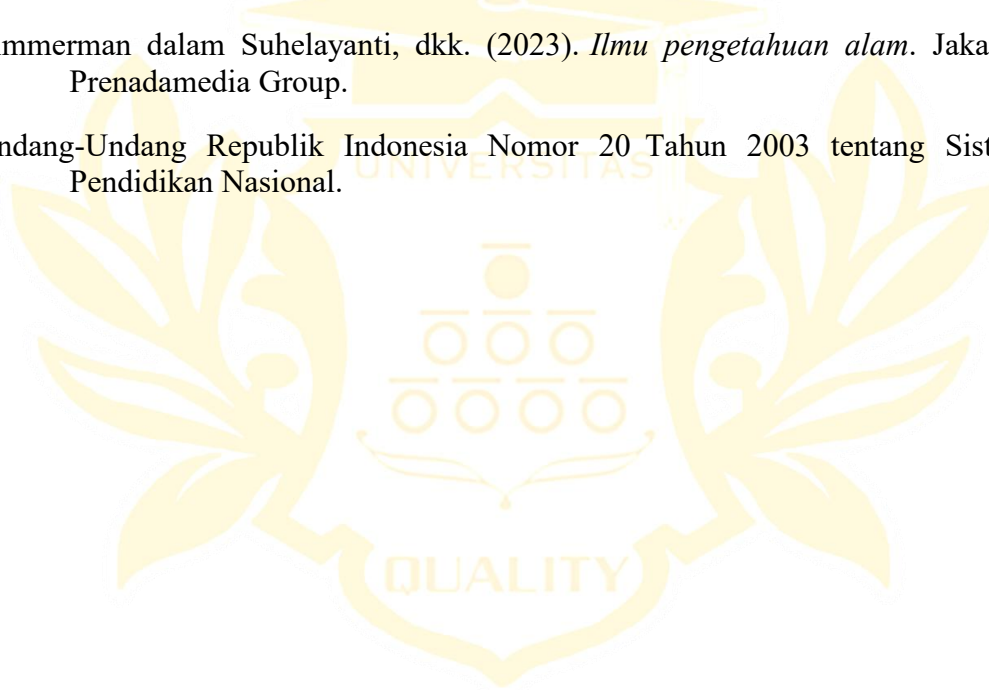 mmerman dalam Suhelayanti, dkk. (2023). Ilmu pengetahuan alam. Jaka
Prenadamedia Group.
ndang-Undang Republik Indonesia Nomor 20 Tahun 2003 tentang Sist
Pendidikan Nasional.
UNIVERSITAS
QUALITY